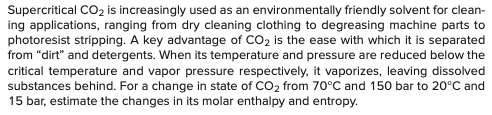 Supercritical CO₂ is increasingly used as an environmentally friendly solvent for clean-
ing applications, ranging from dry cleaning clothing to degreasing machine parts to
photoresist stripping. A key advantage of CO₂ is the ease with which it is separated
from “dirt” and detergents. When its temperature and pressure are reduced below the
critical temperature and vapor pressure respectively, it vaporizes, leaving dissolved
substances behind. For a change in state of CO₂ from 70°C and 150 bar to 20°C and
15 bar, estimate the changes in its molar enthalpy and entropy.